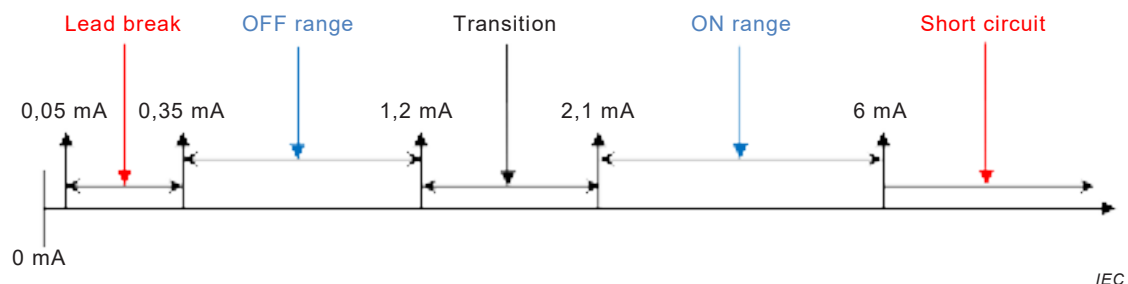 Lead break OFF range Transition ON range Short circuit
0,05 mA 0,35 mA 1,2 mA 2,1 mA 6 mA
0 mA
IEC